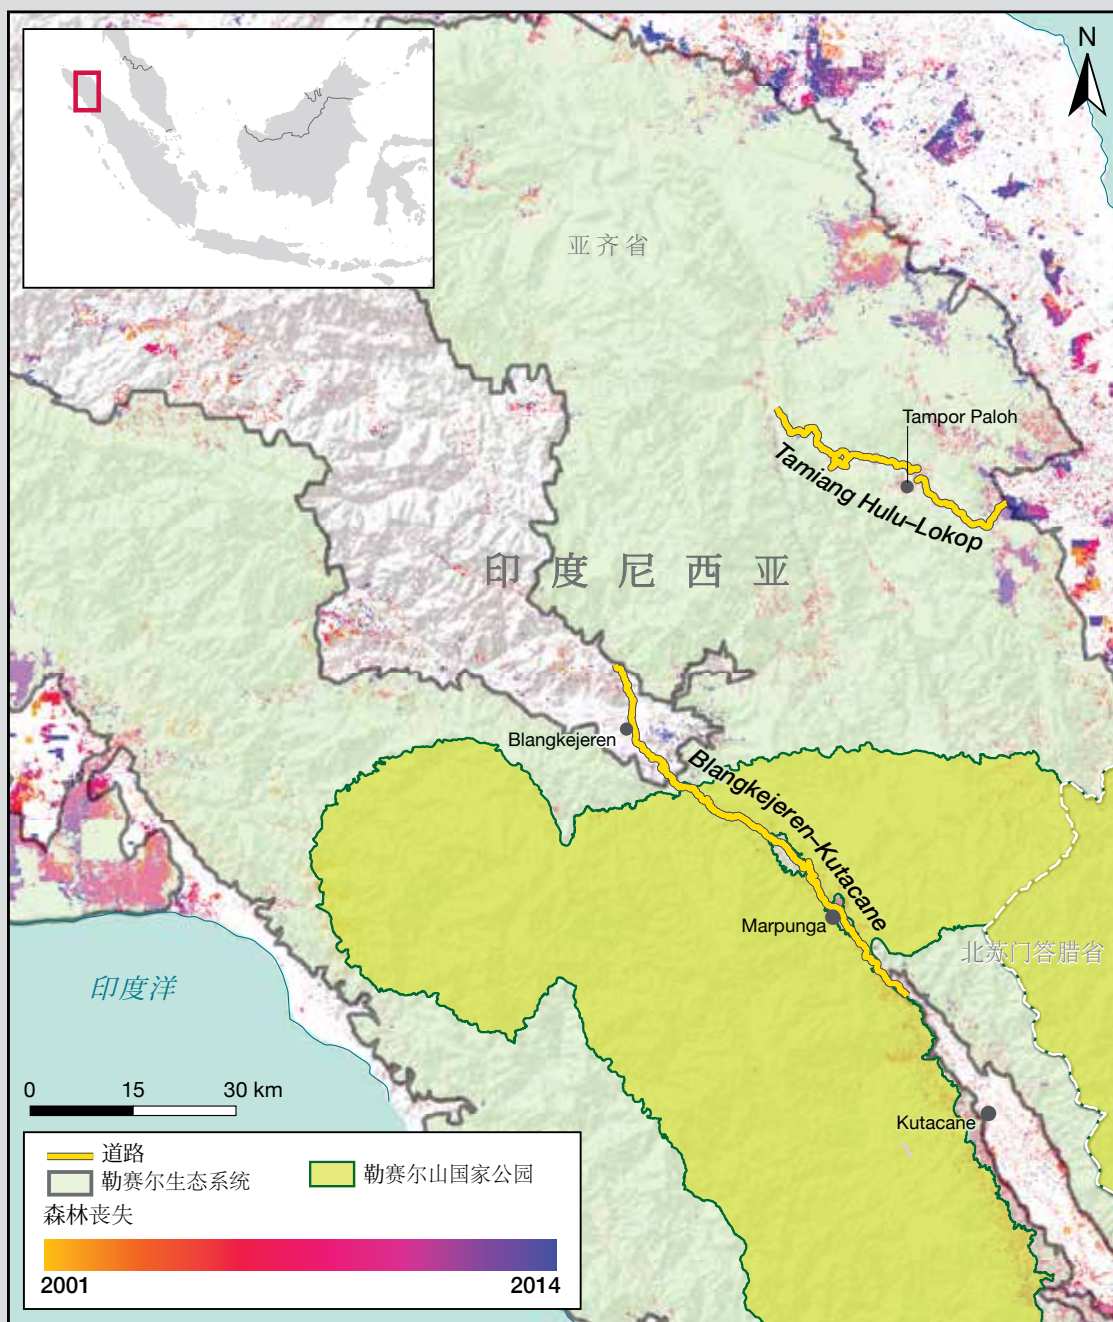 N
亚齐省
Tampor Paloh
Tamiang Hulu–Lokop
印度尼西亚
Blangkejeren
Blangkejeren–Kutacane
Marpunga
北苏门答腊省
印度洋
0 15 30 km
Kutacane
道路
勒赛尔生态系统
勒赛尔山国家公园
森林丧失
2001
2014